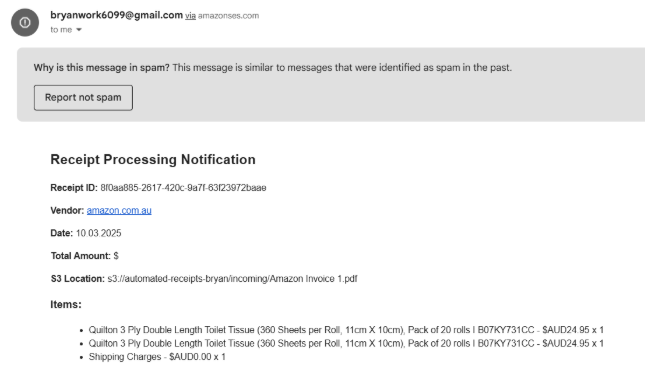 bryanwork6099@gmail.com via amazonses.com
to me
Why is this message in spam? This message is similar to messages that were identified as spam in the past.
Report not spam
Receipt Processing Notification
Receipt ID: 8f0aa885-2617-420c-9a7f-63f23972baae
Vendor: amazon.com.au
Date: 10.03.2025
Total Amount: $
S3 Location: s3://automated-receipts-bryan/incoming/Amazon Invoice 1.pdf
Items:
• Quilton 3 Ply Double Length Toilet Tissue (360 Sheets per Roll, 11cm X 10cm), Pack of 20 rolls | B07KY731CC - $AUD24.95 x 1
• Quilton 3 Ply Double Length Toilet Tissue (360 Sheets per Roll, 11cm X 10cm), Pack of 20 rolls | B07KY731CC - $AUD24.95 x 1
• Shipping Charges - $AUD0.00 x 1